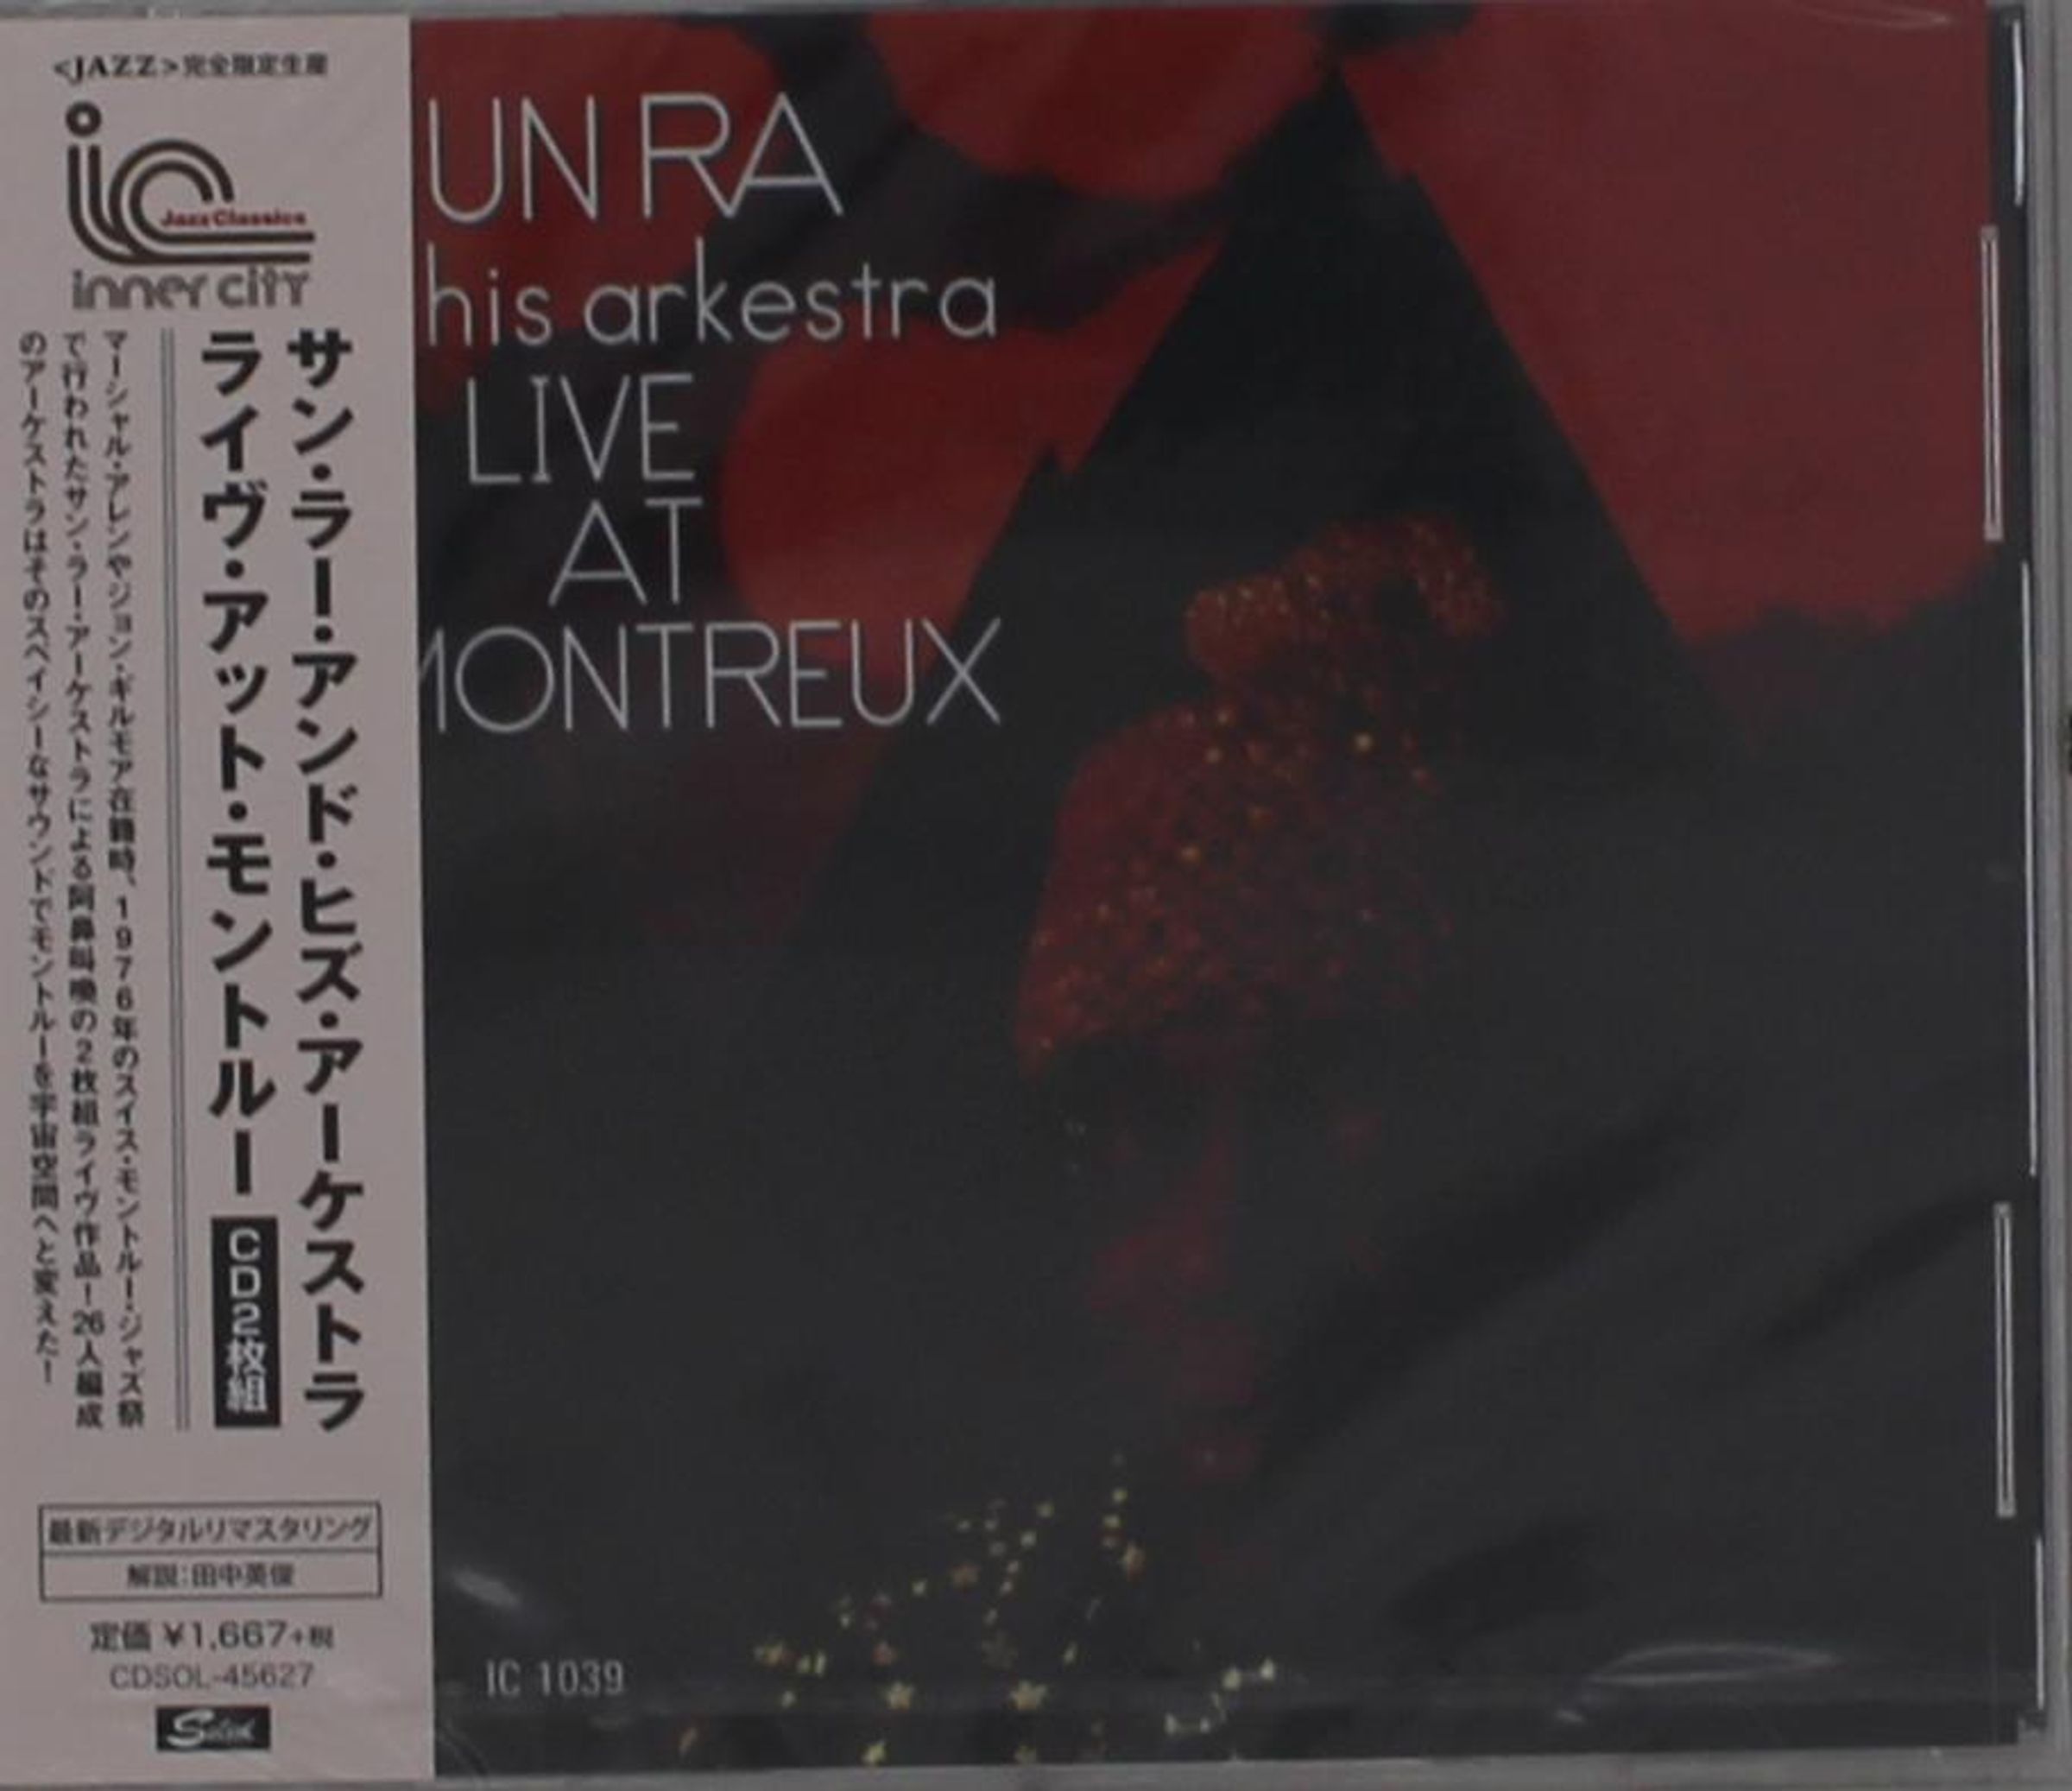 <JAZZ>完全限定生産
Jazz Classics
inner city
サン・ラー・アンド・ヒズ・アーケストラ
ライヴ・アット・モントルー CD2枚組
マーシャル・アレンやジョン・ギルモア在籍時、1976年のスイス・モントルー・ジャズ祭
で行われたサン・ラー・アーケストラによる阿鼻叫喚の2枚組ライヴ作品！26人編成
のアーケストラはそのスペイシーなサウンドでモントルーを宇宙空間へと変えた！
最新デジタルリマスタリング
解説:田中英俊
定価 ¥1,667+税
CDSOL-45627
Solid
UN RA
his arkestra
LIVE
AT
MONTREUX
IC 1039